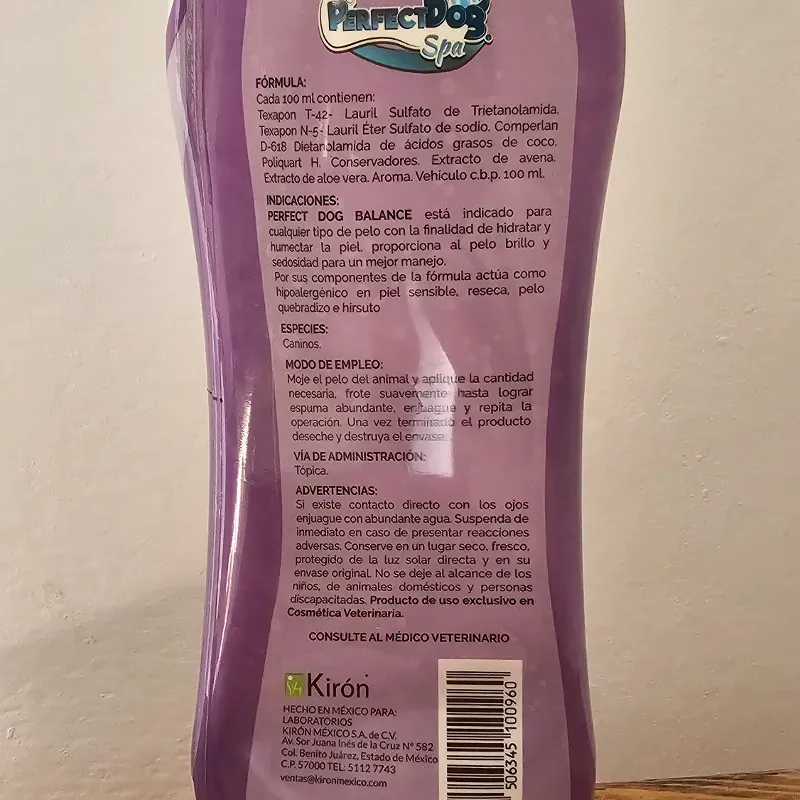 PERFECTDOG
Spa
FÓRMULA:
Cada 100 ml contienen:
Texapon T-42- Lauril Sulfato de Trietanolamida.
Texapon N-5- Lauril Éter Sulfato de sodio. Comperlan
D-618 Dietanolamida de ácidos grasos de coco.
Poliquart H. Conservadores. Extracto de avena.
Extracto de aloe vera. Aroma. Vehículo c.b.p. 100 ml.
INDICACIONES:
PERFECT DOG BALANCE está indicado para
cualquier tipo de pelo con la finalidad de hidratar y
humectar la piel, proporciona al pelo brillo y
sedosidad para un mejor manejo.
Por sus componentes de la fórmula actúa como
hipoalergénico en piel sensible, reseca, pelo
quebradizo e hirsuto
ESPECIES:
Caninos.
MODO DE EMPLEO:
Moje el pelo del animal y aplique la cantidad
necesaria, frote suavemente hasta lograr
espuma abundante, enjuague y repita la
operación. Una vez terminado el producto
deseche y destruya el envase.
VÍA DE ADMINISTRACIÓN:
Tópica.
ADVERTENCIAS:
Si existe contacto directo con los ojos
enjuague con abundante agua. Suspenda de
inmediato en caso de presentar reacciones
adversas. Conserve en un lugar seco, fresco,
protegido de la luz solar directa y en su
envase original. No se deje al alcance de los
niños, de animales domésticos y personas
discapacitadas. Producto de uso exclusivo en
Cosmética Veterinaria.
CONSULTE AL MÉDICO VETERINARIO
Kirón
HECHO EN MÉXICO PARA:
LABORATORIOS
KIRÓN MÉXICO S.A. de C.V.
Av. Sor Juana Inés de la Cruz N° 582
Col. Benito Juárez, Estado de México
C.P. 57000 TEL: 5112 7743
ventas@kironmexico.com
506345 100960